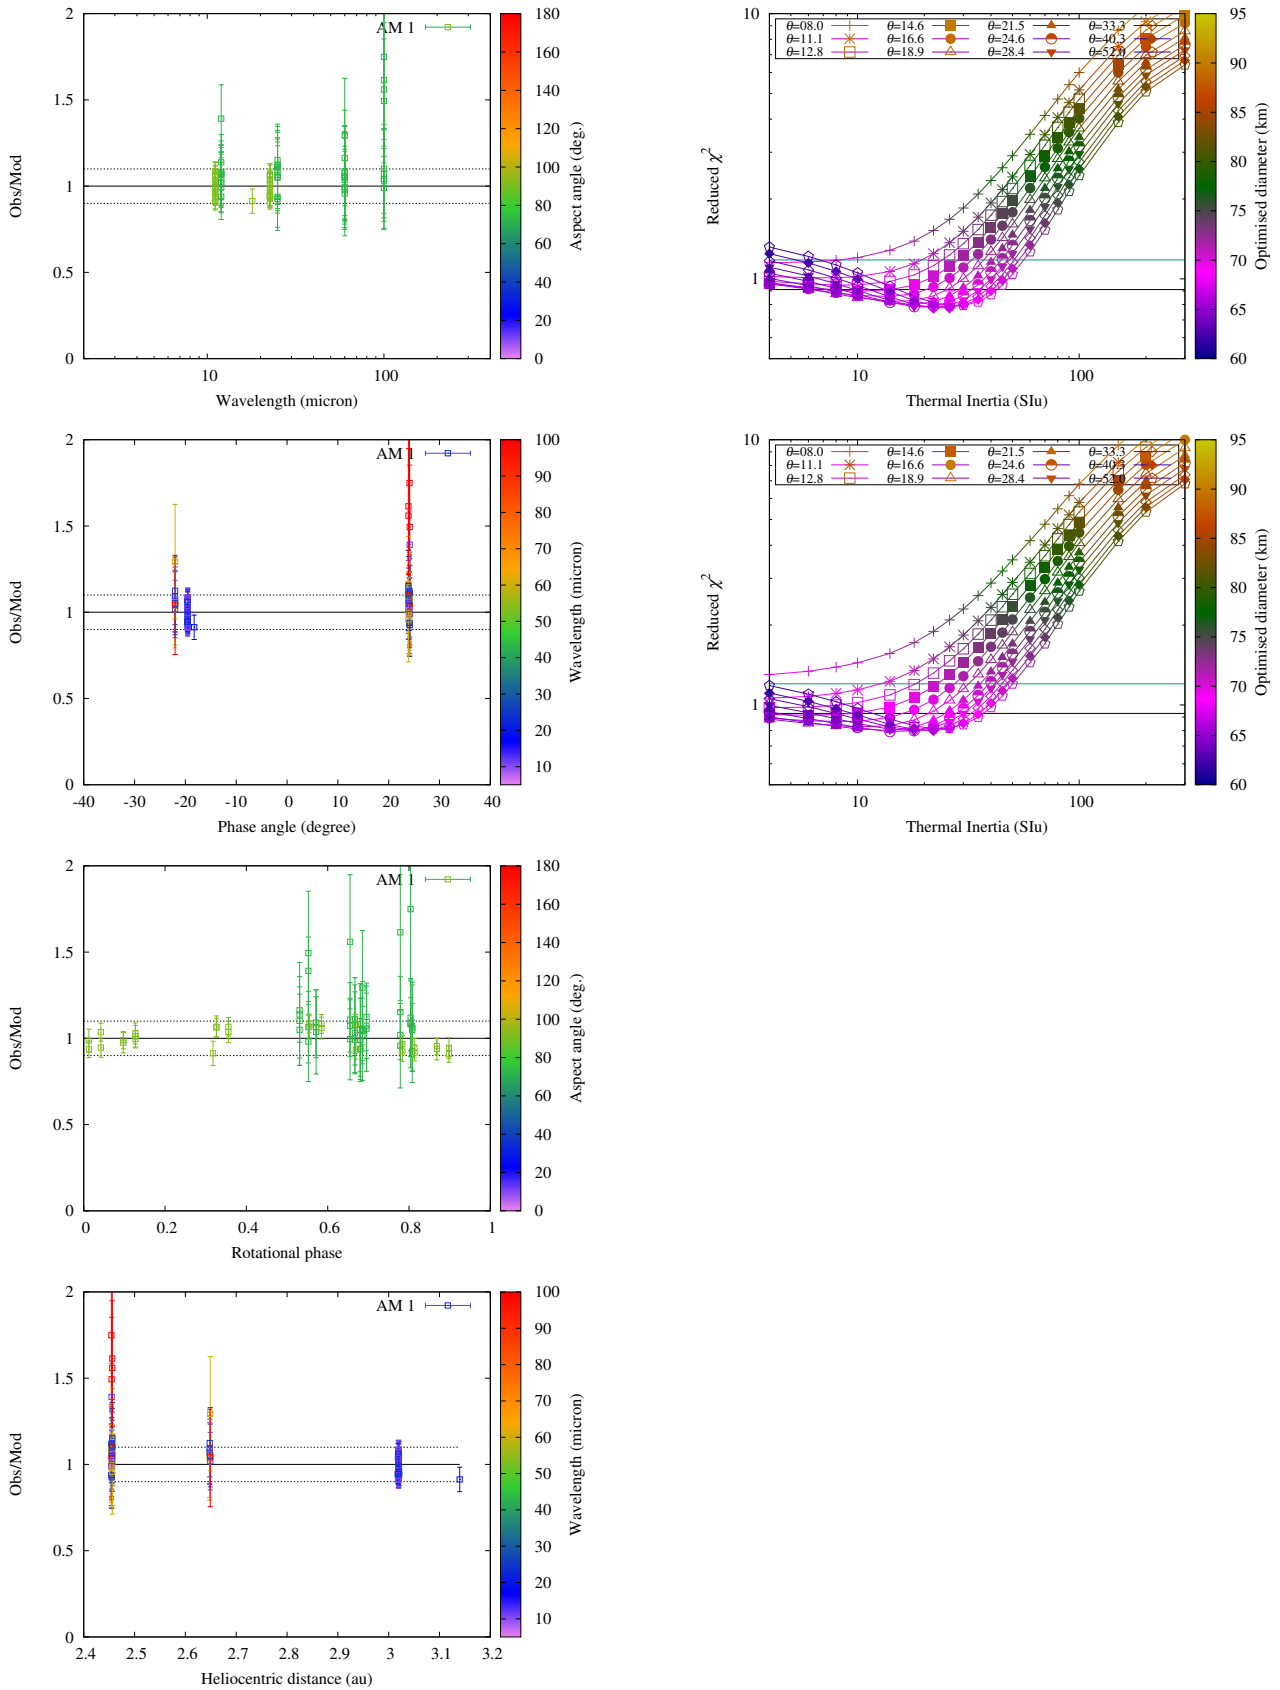 2
1.5
1
0.5
0
10
100
Obs/Mod
Wavelength (micron)
AM 1
180
160
140
120
100
80
60
40
20
0
Aspect angle (deg.)
10
1
Reduced χ²
10
100
Thermal Inertia (SIu)
θ=08.0
θ=11.1
θ=12.8
θ=14.6
θ=16.6
θ=18.9
θ=21.5
θ=24.6
θ=28.4
θ=33.3
θ=40.3
θ=52.0
95
90
85
80
75
70
65
60
Optimised diameter (km)
2
1.5
1
0.5
0
-40
-30
-20
-10
0
10
20
30
40
Obs/Mod
Phase angle (degree)
AM 1
100
90
80
70
60
50
40
30
20
10
Wavelength (micron)
10
1
Reduced χ²
10
100
Thermal Inertia (SIu)
θ=08.0
θ=11.1
θ=12.8
θ=14.6
θ=16.6
θ=18.9
θ=21.5
θ=24.6
θ=28.4
θ=33.3
θ=40.3
θ=52.0
95
90
85
80
75
70
65
60
Optimised diameter (km)
2
1.5
1
0.5
0
0
0.2
0.4
0.6
0.8
1
Obs/Mod
Rotational phase
AM 1
180
160
140
120
100
80
60
40
20
0
Aspect angle (deg.)
2
1.5
1
0.5
0
2.4
2.5
2.6
2.7
2.8
2.9
3
3.1
3.2
Obs/Mod
Heliocentric distance (au)
AM 1
100
90
80
70
60
50
40
30
20
10
Wavelength (micron)